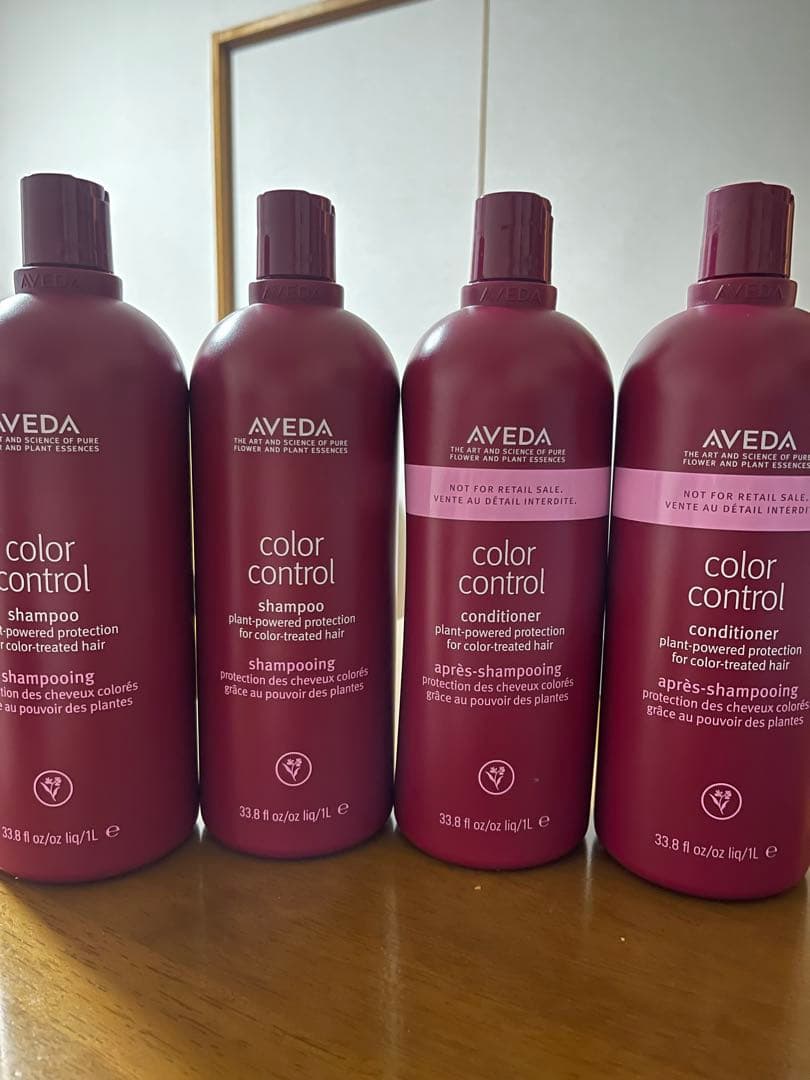 AVEDA
AVEDA
T AND SCIENCE OF PURE
AND PLANT ESSENCES
color
control
shampoo
-powered protection
color-treated hair
shampooing
des cheveux colorés
au pouvoir des plantes
33.8 fl oz/oz liq/1L e
AVEDA
AVEDA
THE ART AND SCIENCE OF PURE
FLOWER AND PLANT ESSENCES
color
control
shampoo
plant-powered protection
for color-treated hair
shampooing
protection des cheveux colorés
grâce au pouvoir des plantes
33.8 fl oz/oz liq/1L e
AVEDA
AVEDA
THE ART AND SCIENCE OF PURE
FLOWER AND PLANT ESSENCES
NOT FOR RETAIL SALE.
VENTE AU DÉTAIL INTERDITE.
color
control
conditioner
plant-powered protection
for color-treated hair
après-shampooing
protection des cheveux colorés
grâce au pouvoir des plantes
33.8 fl oz/oz liq/1L e
AVEDA
AVEDA
THE ART AND SCIENCE OF PURE
FLOWER AND PLANT ESSENCES
NOT FOR RETAIL SALE.
VENTE AU DÉTAIL INTERDI
color
control
conditioner
plant-powered protection
for color-treated hair
après-shampooing
protection des cheveux colorés
grâce au pouvoir des plantes
33.8 fl oz/oz liq/1L e